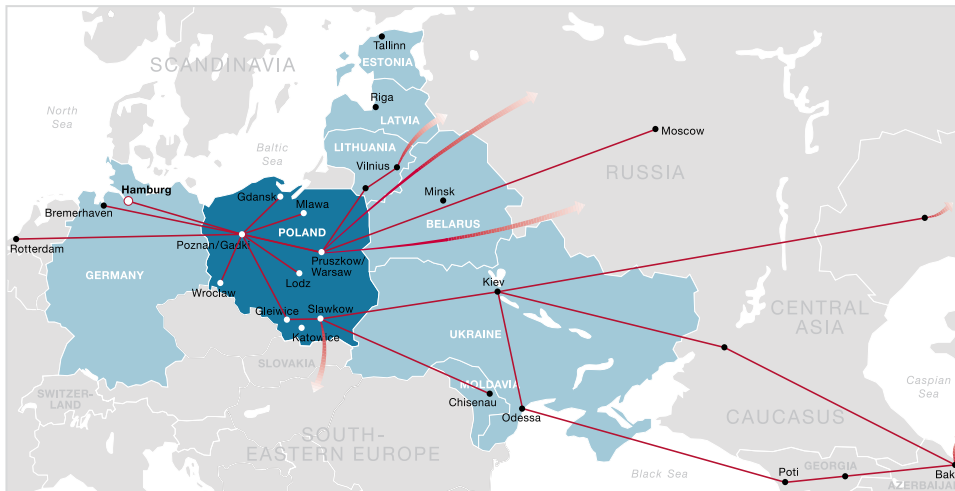 Tallinn
SCANDINAVIA
ESTONIA
Riga
North
Sea
LATVIA
Moscow
Baltic
Sea
LITHUANIA
Vilnius
RUSSIA
Hamburg
Minsk
Gdansk
Mlawa
Bremerhaven
BELARUS
POLAND
Rotterdam
Poznan/Gadki
Pruszkow/
Warsaw
GERMANY
Lodz
Kiev
Wroclaw
CENTRAL
ASIA
Gleiwice
Slawkow
UKRAINE
Katowice
SLOVAKIA
MOLDAVIA
Caspian
Sea
SWITZER-
LAND
Chisenau
Odessa
CAUCASUS
SOUTH-
EASTERN EUROPE
Black Sea
Poti
GEORGIA
Bak
AZERBAIJAN